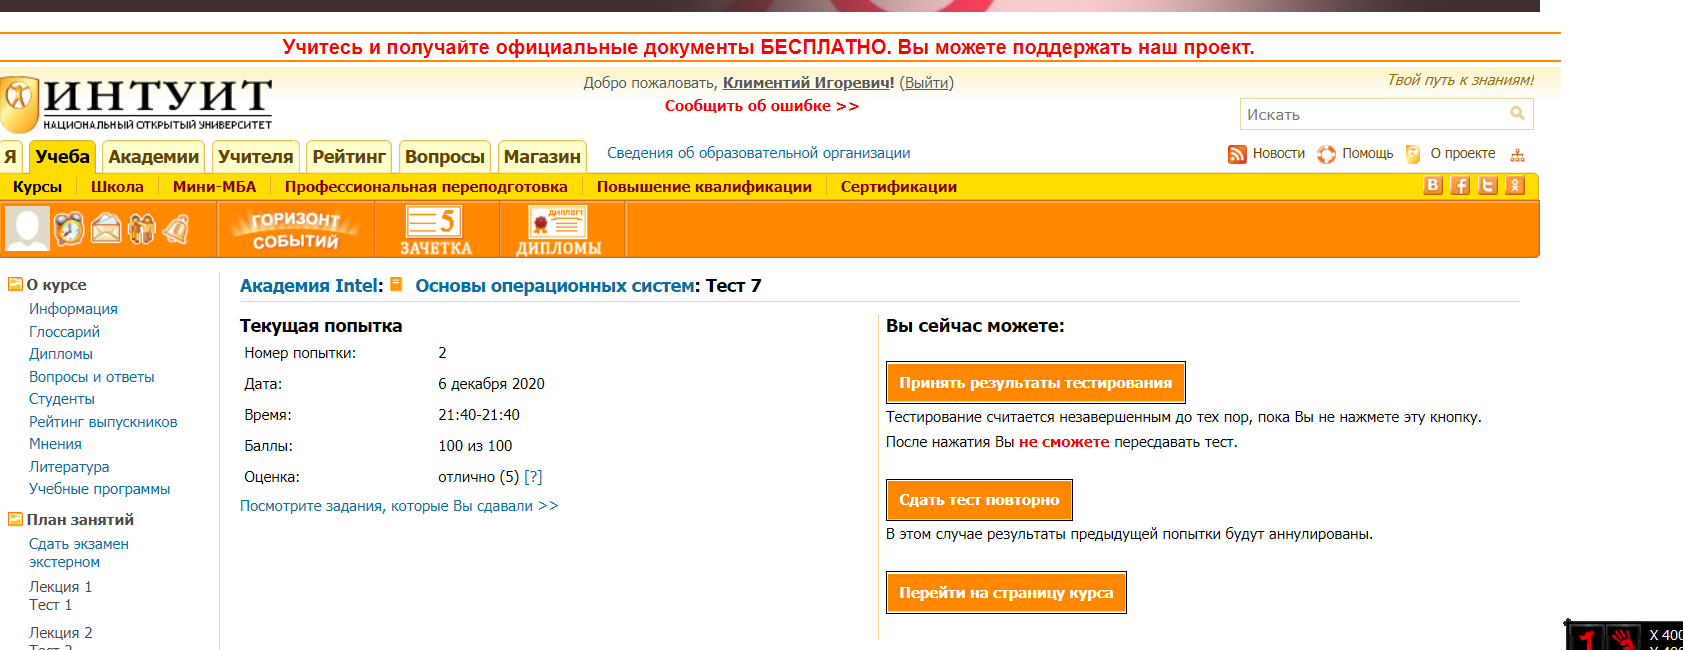 Учитесь и получайте официальные документы БЕСПЛАТНО. Вы можете поддержать наш проект.
ИНТУИТ
НАЦИОНАЛЬНЫЙ ОТКРЫТЫЙ УНИВЕРСИТЕТ
Добро пожаловать, Климентий Игоревич! (Выйти)
Сообщить об ошибке >>
Твой путь к знаниям!
Искать
Я Учеба Академии Учителя Рейтинг Вопросы Магазин Сведения об образовательной организации
Новости Помощь О проекте
Курсы Школа Мини-МБА Профессиональная переподготовка Повышение квалификации Сертификации
ГОРИЗОНТ СОБЫТИЙ
5 ЗАЧЕТКА
ДИПЛОМ ДИПЛОМЫ
О курсе
Информация
Глоссарий
Дипломы
Вопросы и ответы
Студенты
Рейтинг выпускников
Мнения
Литература
Учебные программы
План занятий
Сдать экзамен
экстерном
Лекция 1
Тест 1
Лекция 2
Академия Intel: Основы операционных систем: Тест 7
Текущая попытка
Номер попытки: 2
Дата: 6 декабря 2020
Время: 21:40-21:40
Баллы: 100 из 100
Оценка: отлично (5) [?]
Посмотрите задания, которые Вы сдавали >>
Вы сейчас можете:
Принять результаты тестирования
Тестирование считается незавершенным до тех пор, пока Вы не нажмете эту кнопку.
После нажатия Вы не сможете пересдавать тест.
Сдать тест повторно
В этом случае результаты предыдущей попытки будут аннулированы.
Перейти на страницу курса
X 400